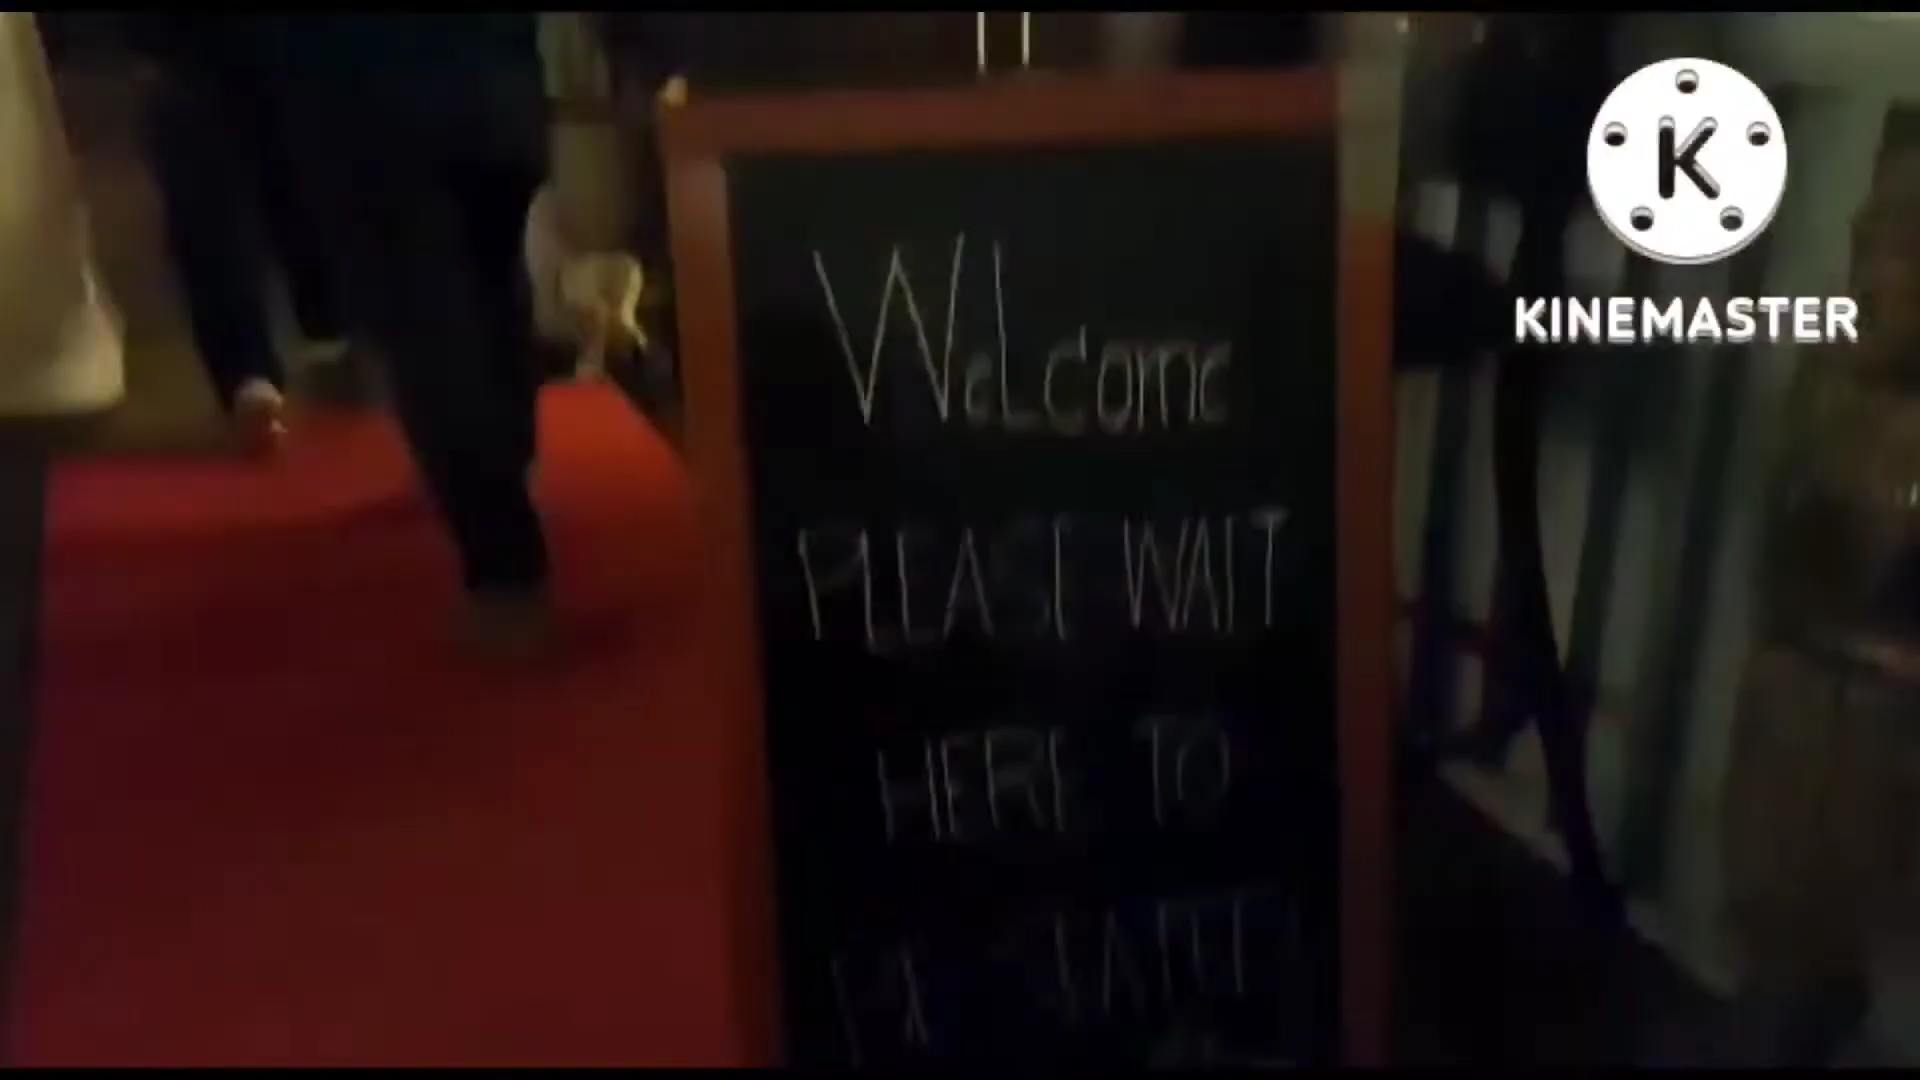 K
KINEMASTER
WeLcome
PLEASE WAIT
HERE TO